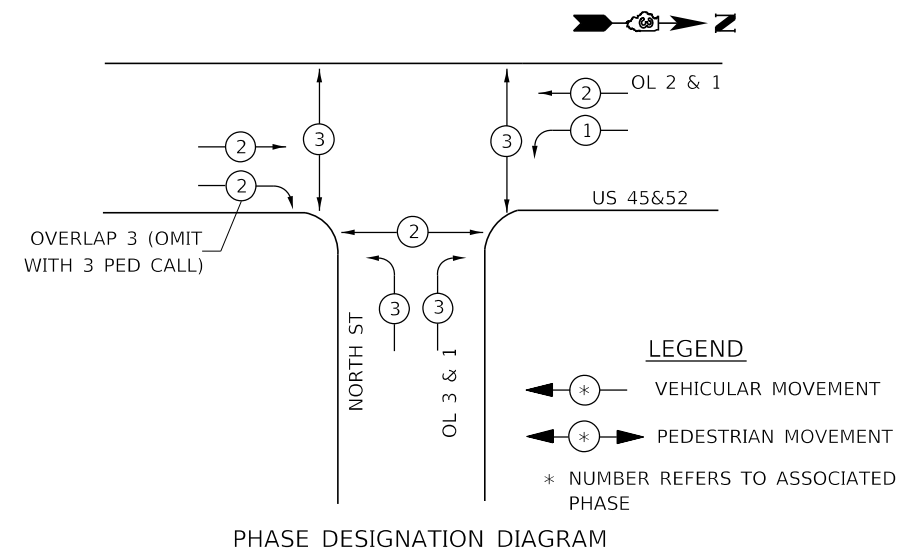 3 N
OL 2 & 1
2
1
3
3
2
2
US 45&52
OVERLAP 3 (OMIT
WITH 3 PED CALL)
2
3
3
NORTH ST
OL 3 & 1
LEGEND
* VEHICULAR MOVEMENT
* PEDESTRIAN MOVEMENT
* NUMBER REFERS TO ASSOCIATED
PHASE
PHASE DESIGNATION DIAGRAM